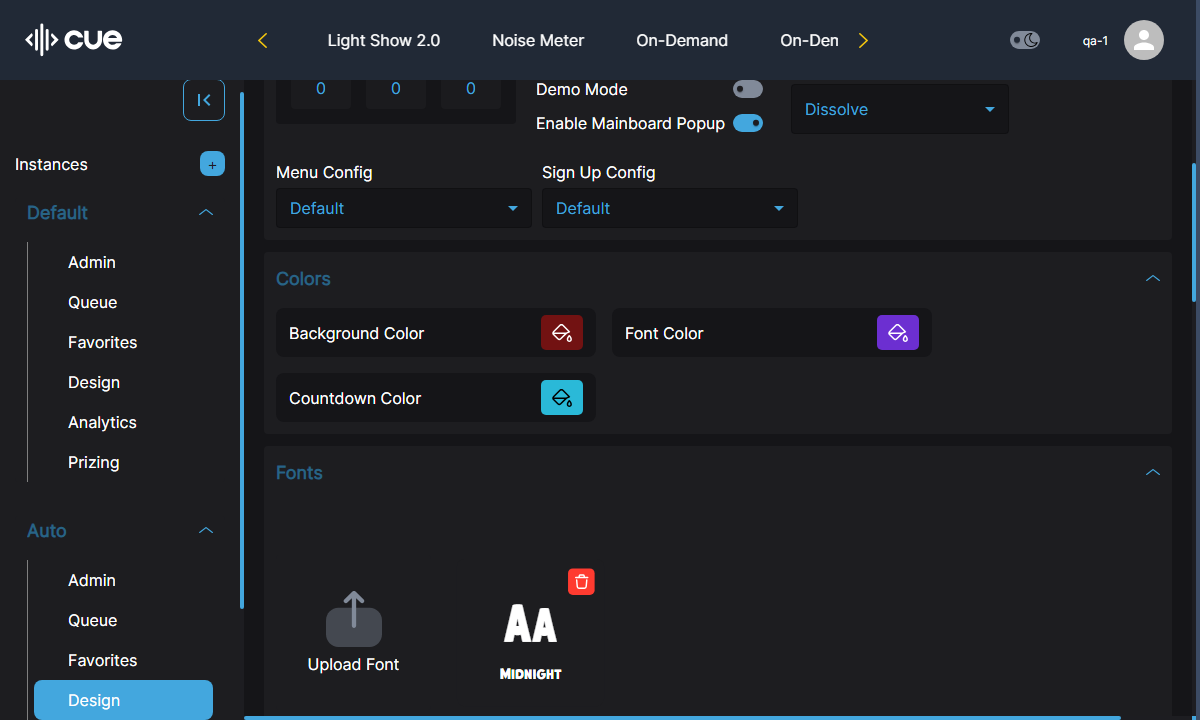 cue
Light Show 2.0 Noise Meter On-Demand On-Den
qa-1
Instances +
Default
Admin
Queue
Favorites
Design
Analytics
Prizing
Auto
Admin
Queue
Favorites
Design
0 0 0
Demo Mode
Enable Mainboard Popup
Dissolve
Menu Config Sign Up Config
Default Default
Colors
Background Color Font Color
Countdown Color
Fonts
Upload Font
AA
MIDNIGHT